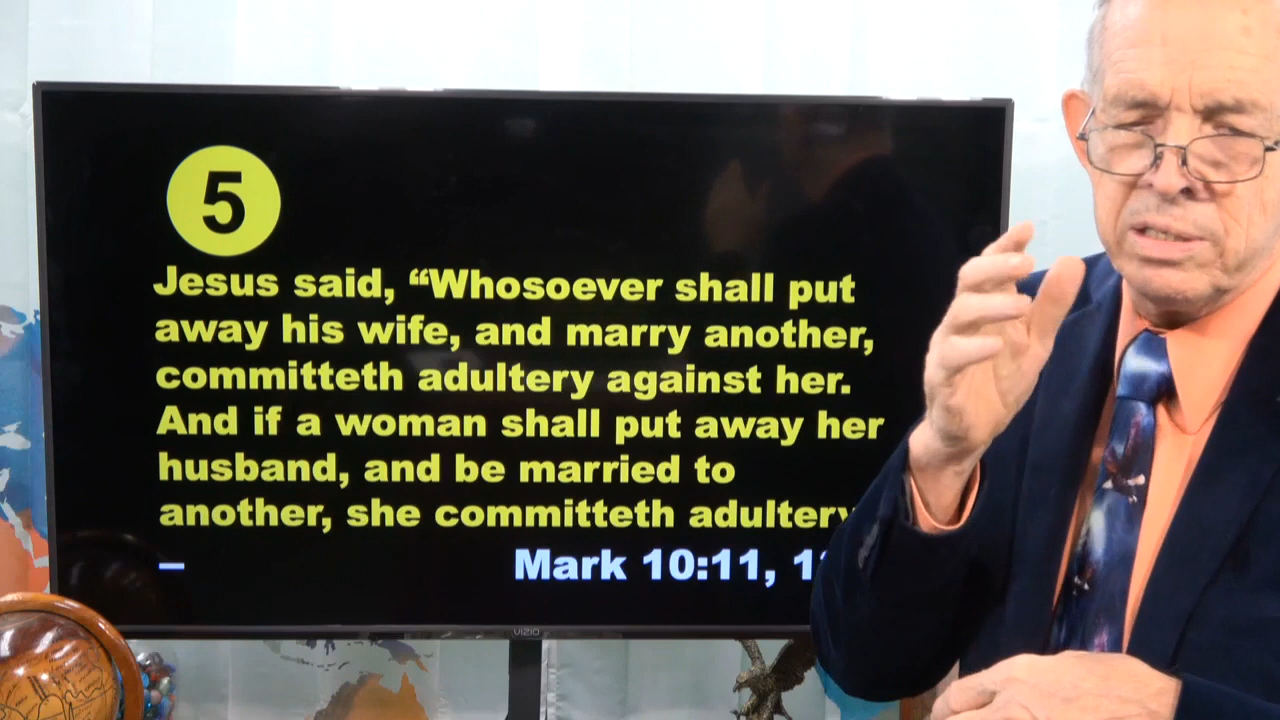 5
Jesus said, “Whosoever shall put
away his wife, and marry another,
committeth adultery against her.
And if a woman shall put away her
husband, and be married to
another, she committeth adultery
– Mark 10:11, 1
VIZIO